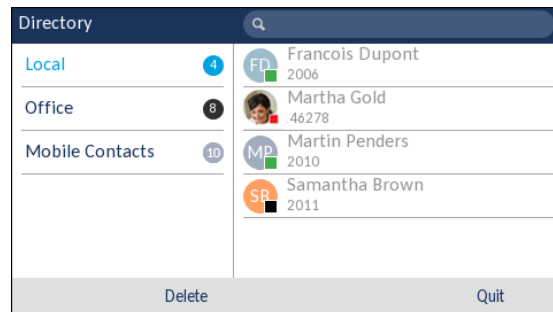 Directory
Local 4
Office 8
Mobile Contacts 10
FD Francois Dupont
2006
Martha Gold
46278
MP Martin Penders
2010
SB Samantha Brown
2011
Delete Quit